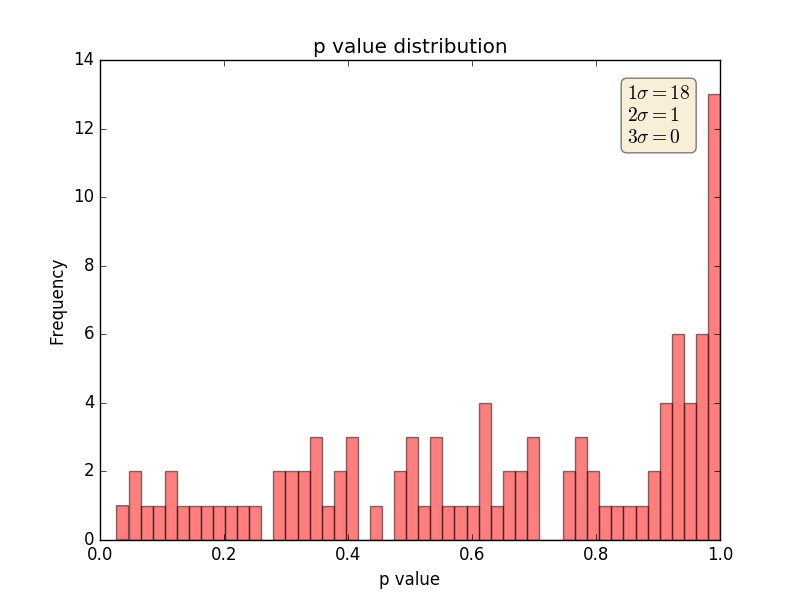 p value distribution
14
12
10
8
6
4
2
0
Frequency
1σ = 18
2σ = 1
3σ = 0
0.0 0.2 0.4 0.6 0.8 1.0
p value